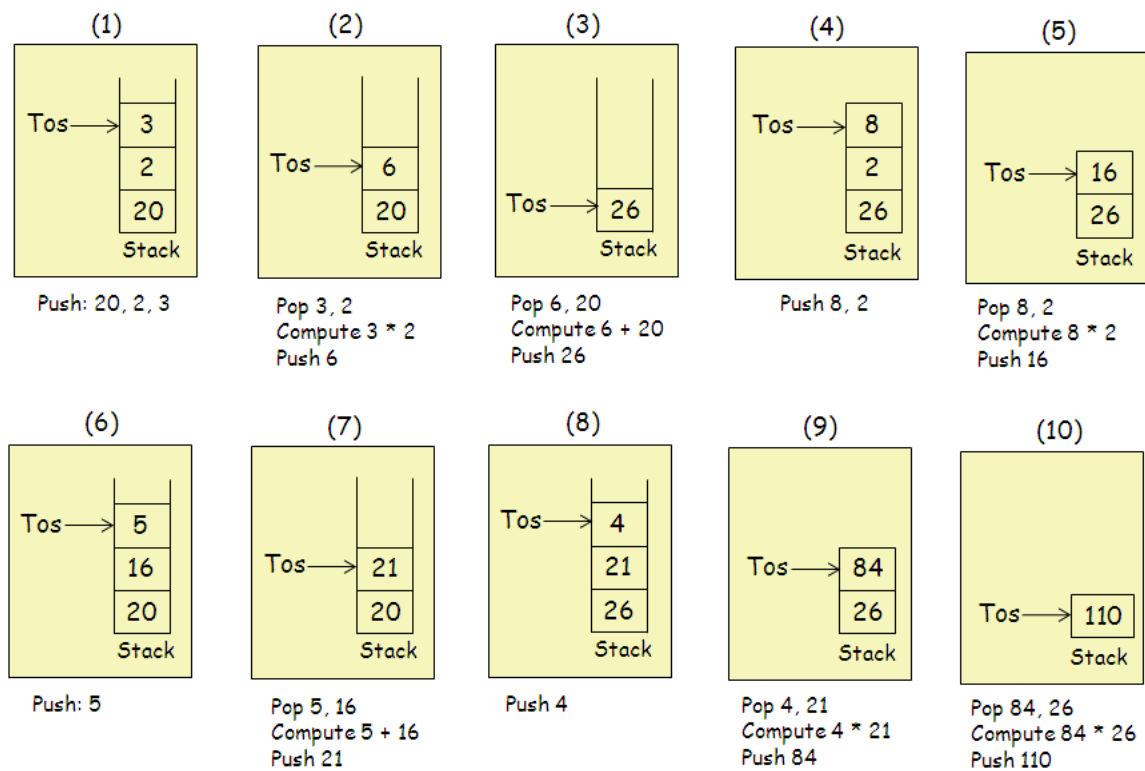 (1)
Tos
3
2
20
Stack
Push: 20, 2, 3
(2)
Tos
6
20
Stack
Pop 3, 2
Compute 3 * 2
Push 6
(3)
Tos
26
Stack
Pop 6, 20
Compute 6 + 20
Push 26
(4)
Tos
8
2
26
Stack
Push 8, 2
(5)
Tos
16
26
Stack
Pop 8, 2
Compute 8 * 2
Push 16
(6)
Tos
5
16
20
Stack
Push: 5
(7)
Tos
21
20
Stack
Pop 5, 16
Compute 5 + 16
Push 21
(8)
Tos
4
21
26
Stack
Push 4
(9)
Tos
84
26
Stack
Pop 4, 21
Compute 4 * 21
Push 84
(10)
Tos
110
Stack
Pop 84, 26
Compute 84 * 26
Push 110